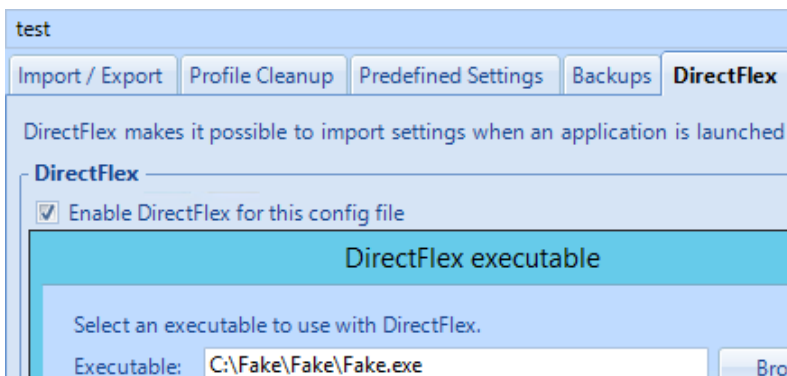 test
Import / Export Profile Cleanup Predefined Settings Backups DirectFlex
DirectFlex makes it possible to import settings when an application is launched
DirectFlex
Enable DirectFlex for this config file
DirectFlex executable
Select an executable to use with DirectFlex.
Executable: C:\Fake\Fake\Fake.exe Bro